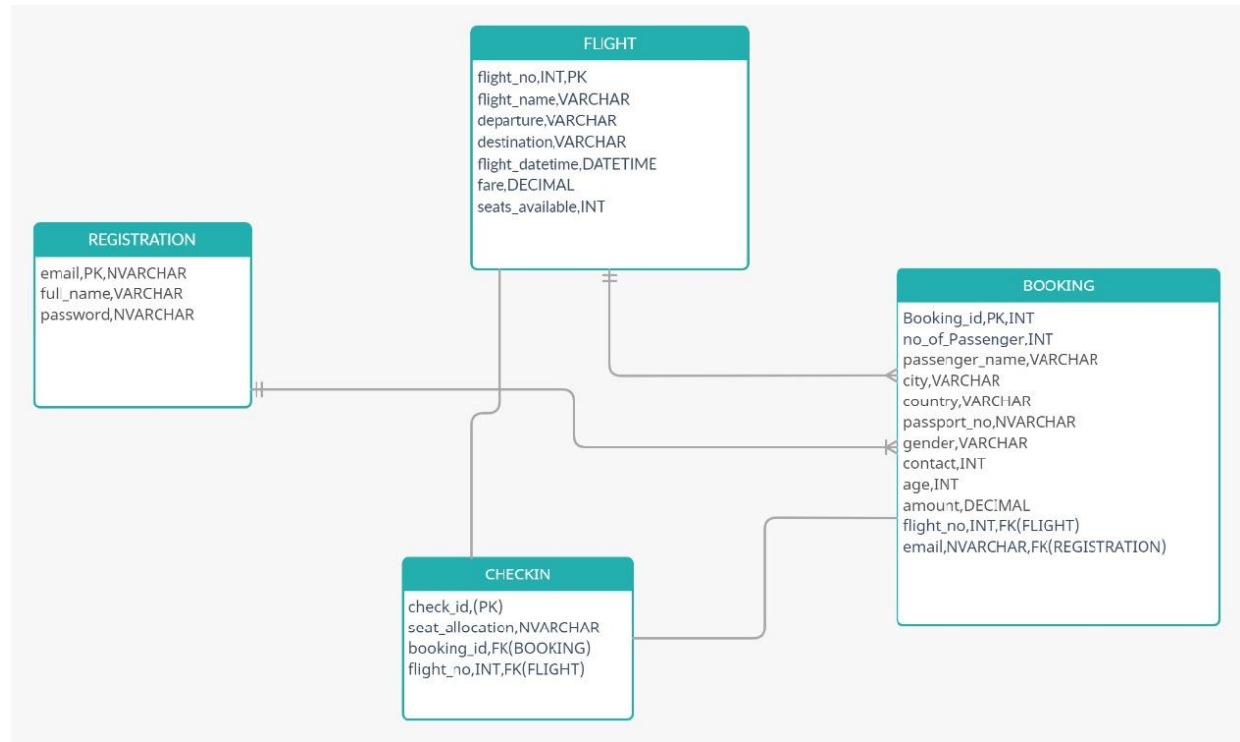 FLIGHT
flight_no,INT,PK
flight_name,VARCHAR
departure,VARCHAR
destination,VARCHAR
flight_datetime,DATETIME
fare,DECIMAL
seats_available,INT
REGISTRATION
email,PK,NVARCHAR
full_name,VARCHAR
password,NVARCHAR
BOOKING
Booking_id,PK,INT
no_of_Passenger,INT
passenger_name,VARCHAR
city,VARCHAR
country,VARCHAR
passport_no,NVARCHAR
gender,VARCHAR
contact,INT
age,INT
amount,DECIMAL
flight_no,INT,FK(FLIGHT)
email,NVARCHAR,FK(REGISTRATION)
CHECKIN
check_id,(PK)
seat_allocation,NVARCHAR
booking_id,FK(BOOKING)
flight_no,INT,FK(FLIGHT)